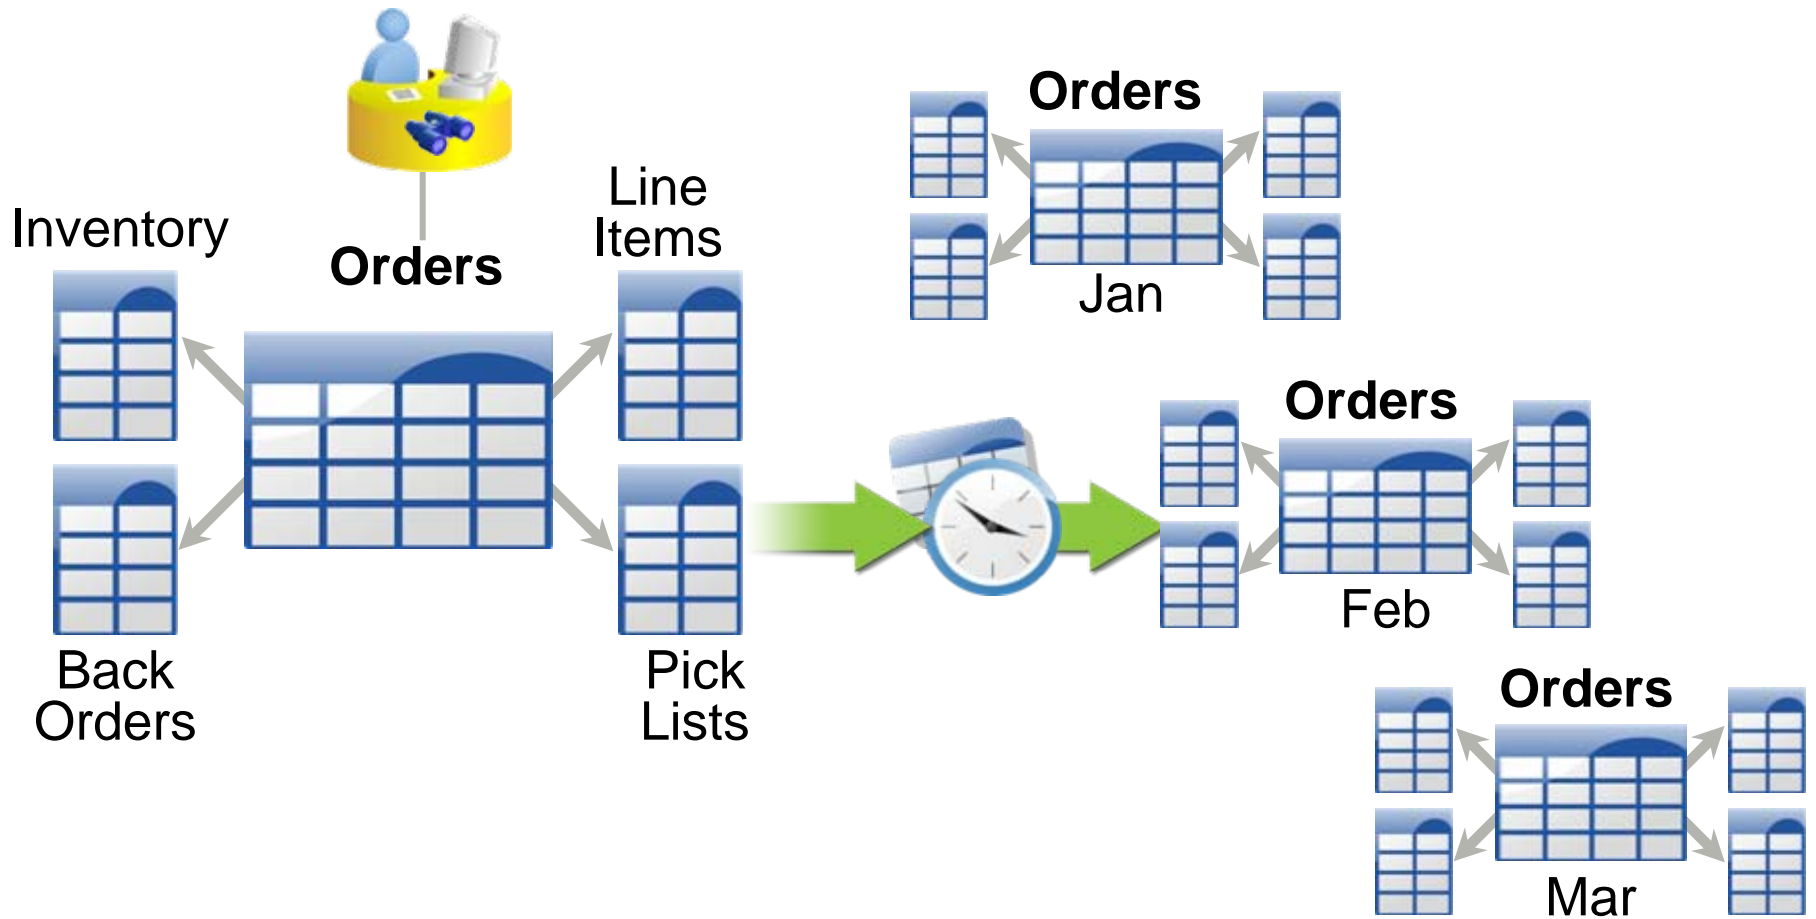 Inventory
Orders
Line
Items
Back
Orders
Pick
Lists
Orders
Jan
Orders
Feb
Orders
Mar